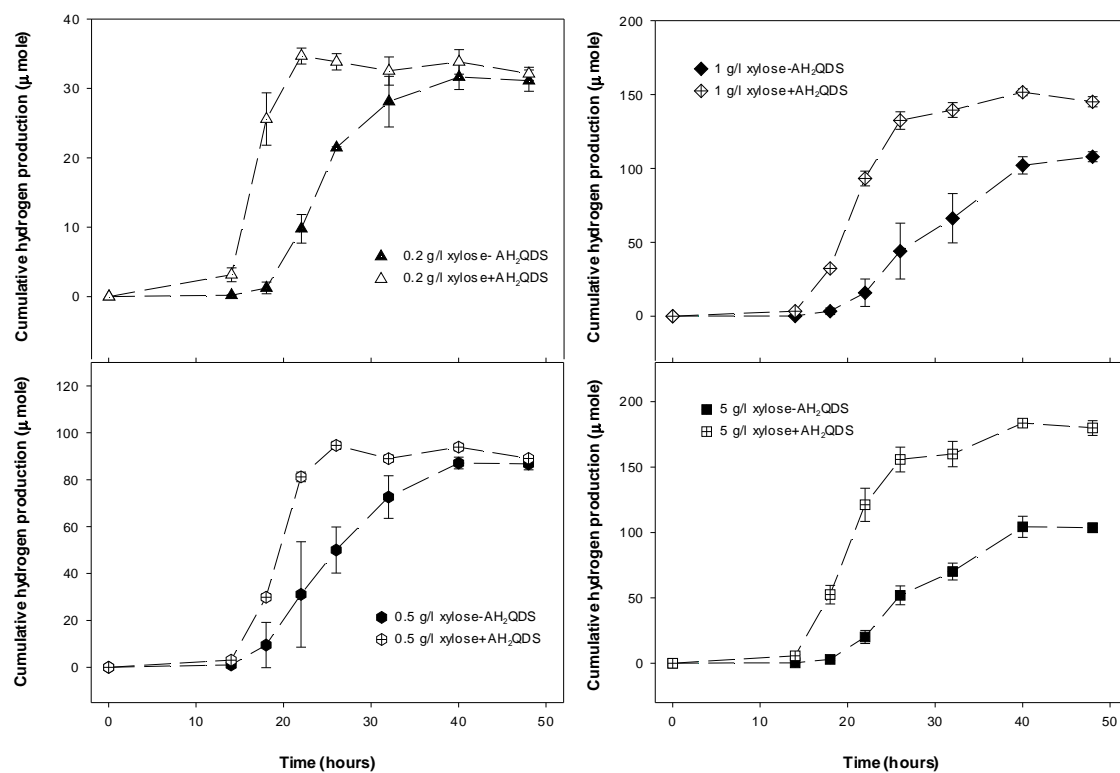 Cumulative hydrogen production (μ mole)
40
30
20
10
0
0.2 g/l xylose- AH₂QDS
0.2 g/l xylose+AH₂QDS
Cumulative hydrogen production (μ mole)
200
150
100
50
0
1 g/l xylose-AH₂QDS
1 g/l xylose+AH₂QDS
Cumulative hydrogen production (μ mole)
120
100
80
60
40
20
0
0.5 g/l xylose-AH₂QDS
0.5 g/l xylose+AH₂QDS
0 10 20 30 40 50
Time (hours)
Cumulative hydrogen production (μ mole)
200
150
100
50
0
5 g/l xylose-AH₂QDS
5 g/l xylose+AH₂QDS
0 10 20 30 40 50
Time (hours)